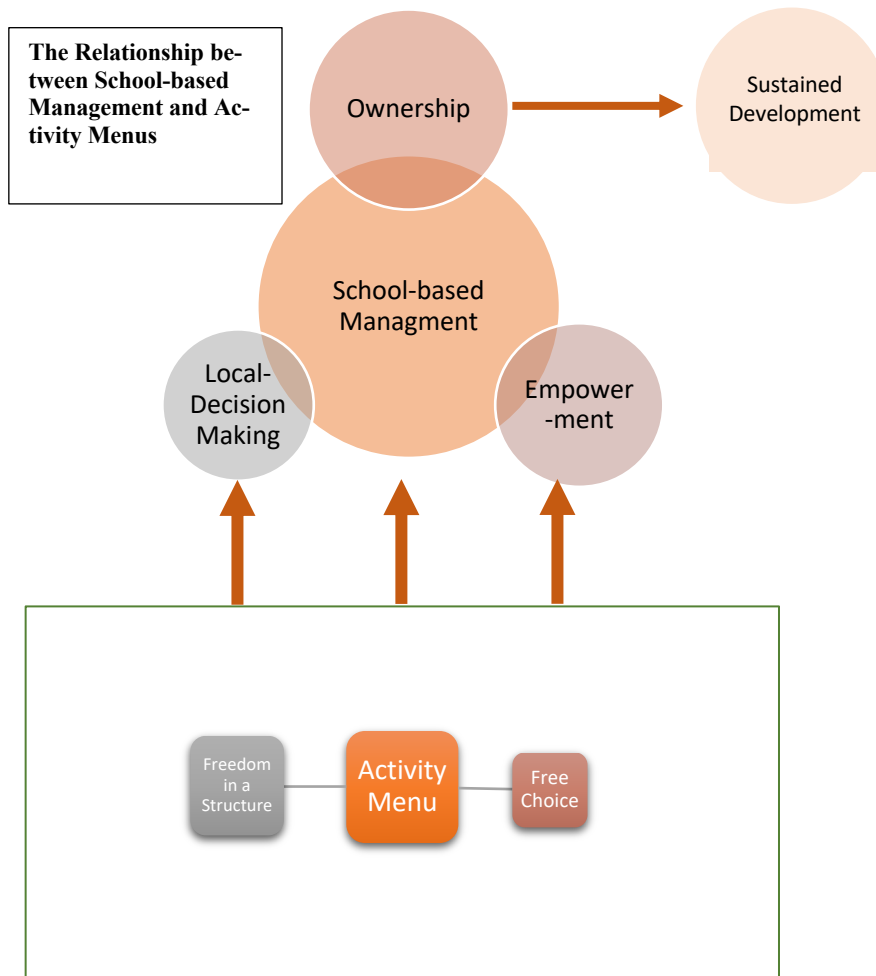 The Relationship be-
tween School-based
Management and Ac-
tivity Menus
Ownership
Sustained
Development
School-based
Managment
Local-
Decision
Making
Empower
-ment
Freedom
in a
Structure
Activity
Menu
Free
Choice